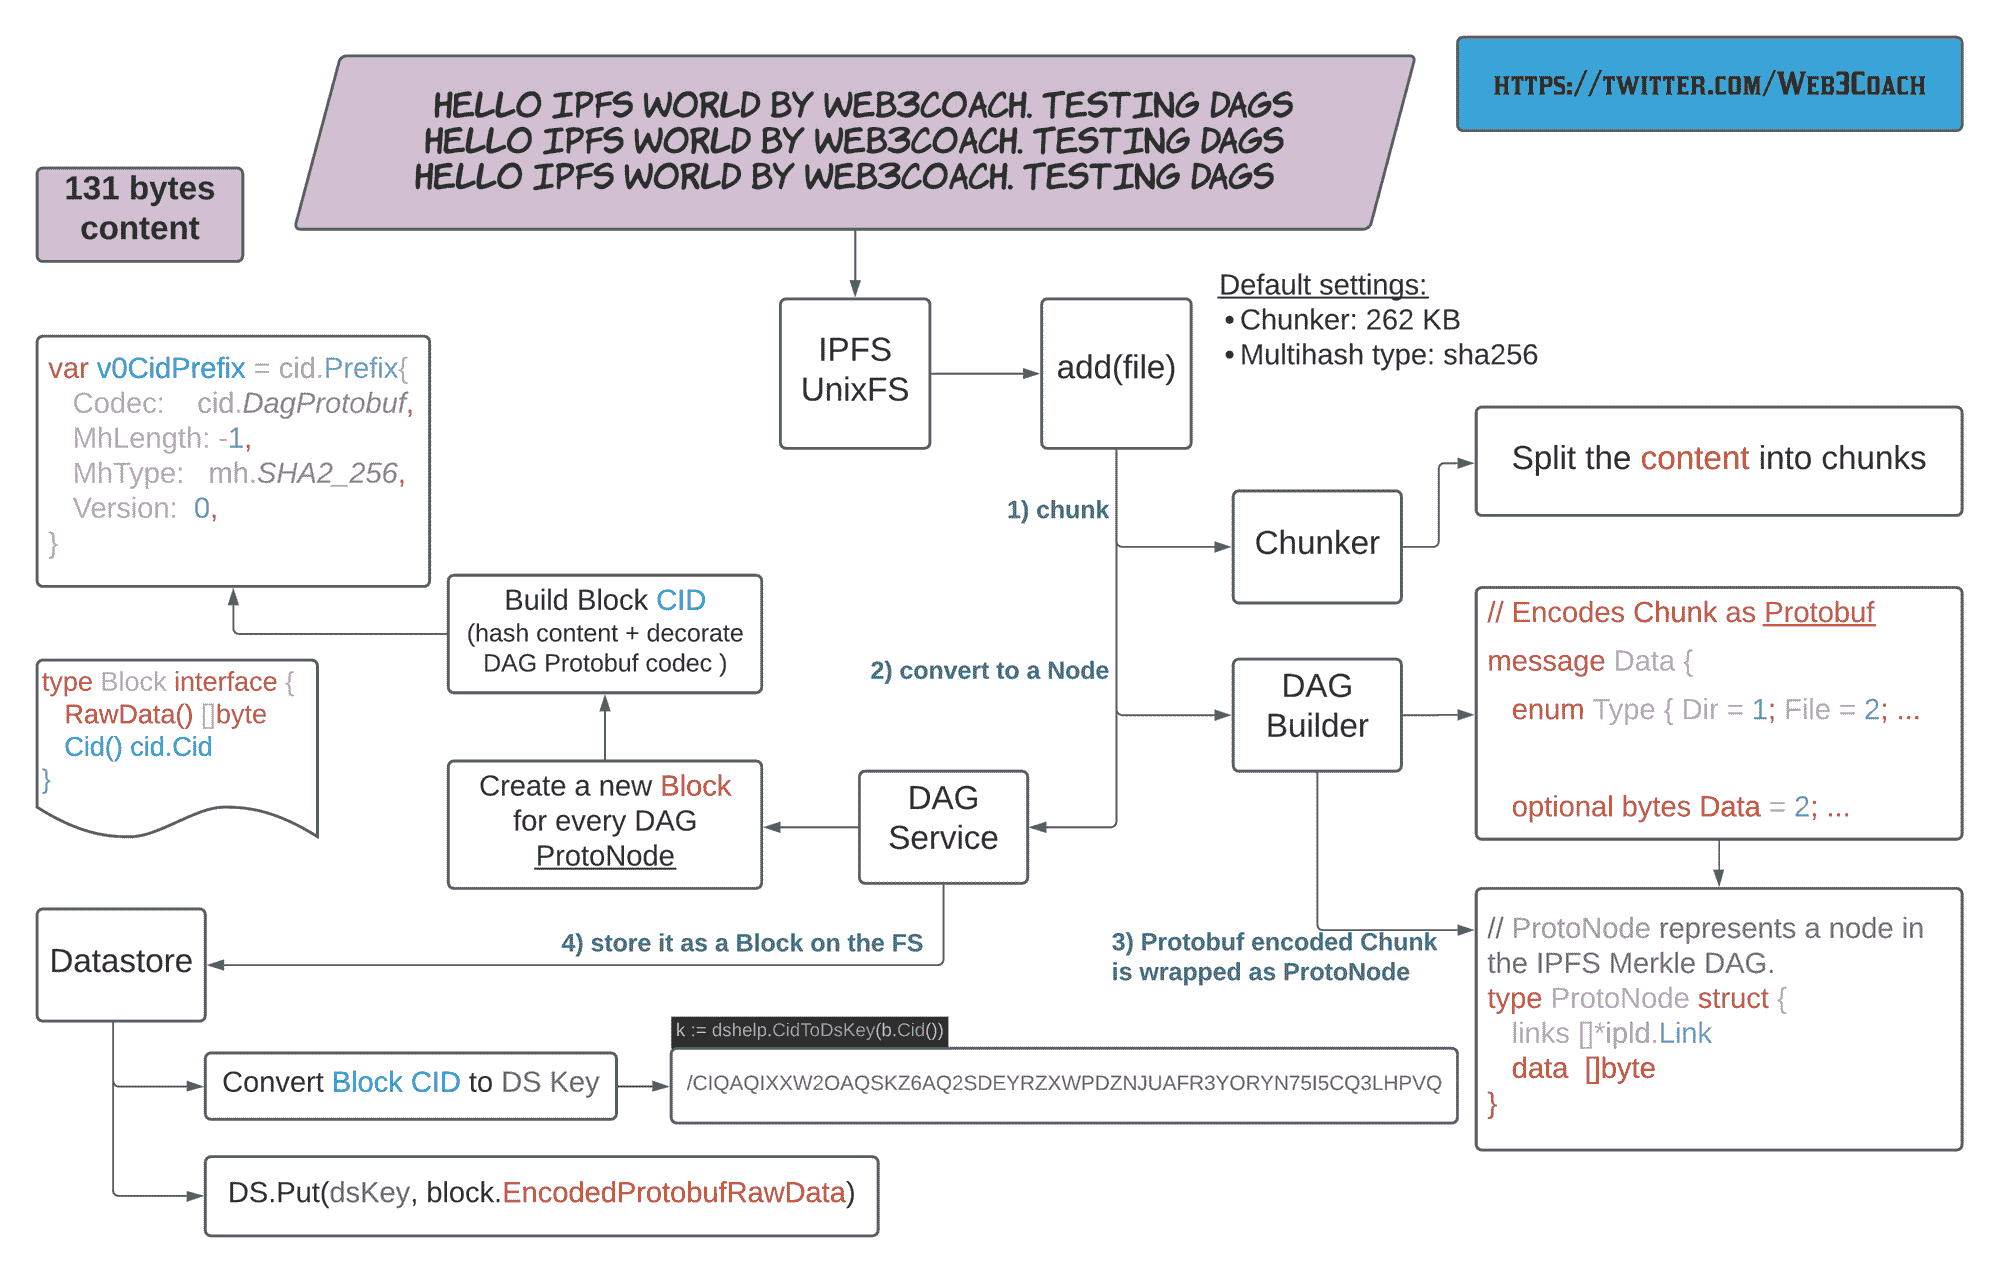 HELLO IPFS WORLD BY WEB3COACH. TESTING DAGS
HELLO IPFS WORLD BY WEB3COACH. TESTING DAGS
HELLO IPFS WORLD BY WEB3COACH. TESTING DAGS
https://twitter.com/Web3Coach
131 bytes
content
IPFS
UnixFS
add(file)
Default settings:
• Chunker: 262 KB
• Multihash type: sha256
var v0CidPrefix = cid.Prefix{
Codec: cid.DagProtobuf,
MhLength: -1,
MhType: mh.SHA2_256,
Version: 0,
}
1) chunk
Chunker
Split the content into chunks
Build Block CID
(hash content + decorate
DAG Protobuf codec )
2) convert to a Node
DAG
Builder
// Encodes Chunk as Protobuf
message Data {
enum Type { Dir = 1; File = 2; ...
optional bytes Data = 2; ...
type Block interface {
RawData() []byte
Cid() cid.Cid
}
Create a new Block
for every DAG
ProtoNode
DAG
Service
3) Protobuf encoded Chunk
is wrapped as ProtoNode
// ProtoNode represents a node in
the IPFS Merkle DAG.
type ProtoNode struct {
links []*ipld.Link
data []byte
}
4) store it as a Block on the FS
Datastore
Convert Block CID to DS Key
k := dshelp.CidToDsKey(b.Cid())
/CIQAQIXXW2OAQSKZ6AQ2SDEYRZXWPDZNJUAFR3YORYN75I5CQ3LHPVQ
DS.Put(dsKey, block.EncodedProtobufRawData)